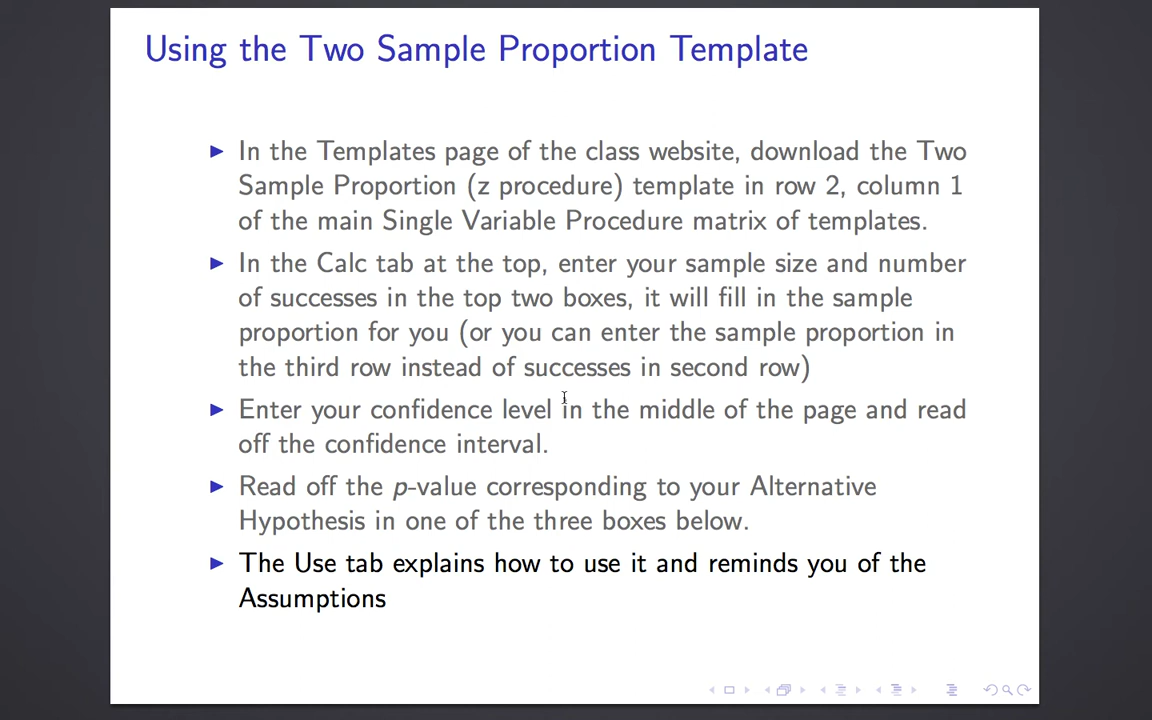 Using the Two Sample Proportion Template
In the Templates page of the class website, download the Two
Sample Proportion (z procedure) template in row 2, column 1
of the main Single Variable Procedure matrix of templates.
In the Calc tab at the top, enter your sample size and number
of successes in the top two boxes, it will fill in the sample
proportion for you (or you can enter the sample proportion in
the third row instead of successes in second row)
Enter your confidence level in the middle of the page and read
off the confidence interval.
Read off the p-value corresponding to your Alternative
Hypothesis in one of the three boxes below.
The Use tab explains how to use it and reminds you of the
Assumptions